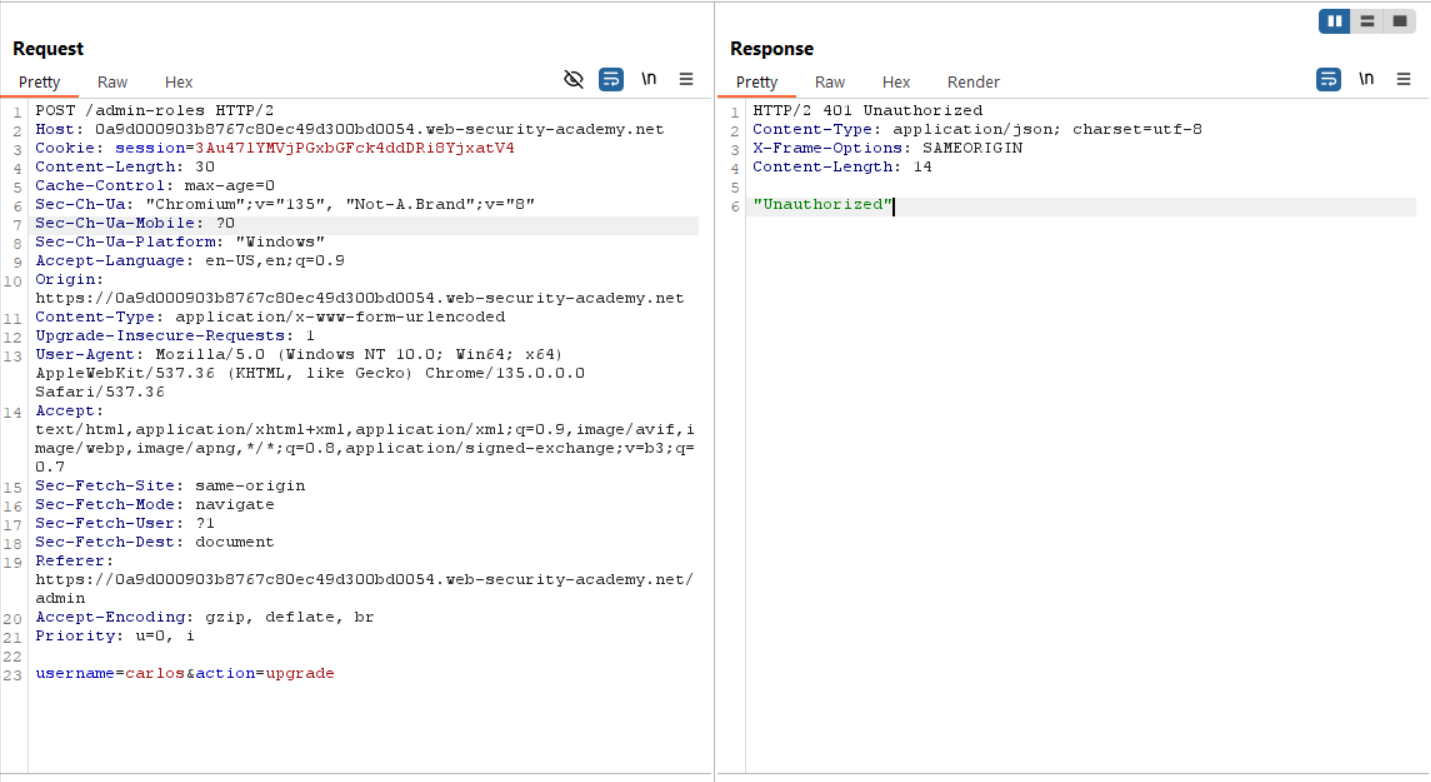 Request
Pretty Raw Hex \n
1 POST /admin-roles HTTP/2
2 Host: 0a9d000903b8767c80ec49d300bd0054.web-security-academy.net
3 Cookie: session=3Au47lYMVjPGxbGFck4ddDRi8YjxatV4
4 Content-Length: 30
5 Cache-Control: max-age=0
6 Sec-Ch-Ua: "Chromium";v="135", "Not-A.Brand";v="8"
7 Sec-Ch-Ua-Mobile: ?0
8 Sec-Ch-Ua-Platform: "Windows"
9 Accept-Language: en-US,en;q=0.9
10 Origin:
https://0a9d000903b8767c80ec49d300bd0054.web-security-academy.net
11 Content-Type: application/x-www-form-urlencoded
12 Upgrade-Insecure-Requests: 1
13 User-Agent: Mozilla/5.0 (Windows NT 10.0; Win64; x64)
AppleWebKit/537.36 (KHTML, like Gecko) Chrome/135.0.0.0
Safari/537.36
14 Accept:
text/html,application/xhtml+xml,application/xml;q=0.9,image/avif,i
mage/webp,image/apng,*/*;q=0.8,application/signed-exchange;v=b3;q=
0.7
15 Sec-Fetch-Site: same-origin
16 Sec-Fetch-Mode: navigate
17 Sec-Fetch-User: ?1
18 Sec-Fetch-Dest: document
19 Referer:
https://0a9d000903b8767c80ec49d300bd0054.web-security-academy.net/
admin
20 Accept-Encoding: gzip, deflate, br
21 Priority: u=0, i
22
23 username=carlos&action=upgrade
Response
Pretty Raw Hex Render \n
1 HTTP/2 401 Unauthorized
2 Content-Type: application/json; charset=utf-8
3 X-Frame-Options: SAMEORIGIN
4 Content-Length: 14
5
6 "Unauthorized"